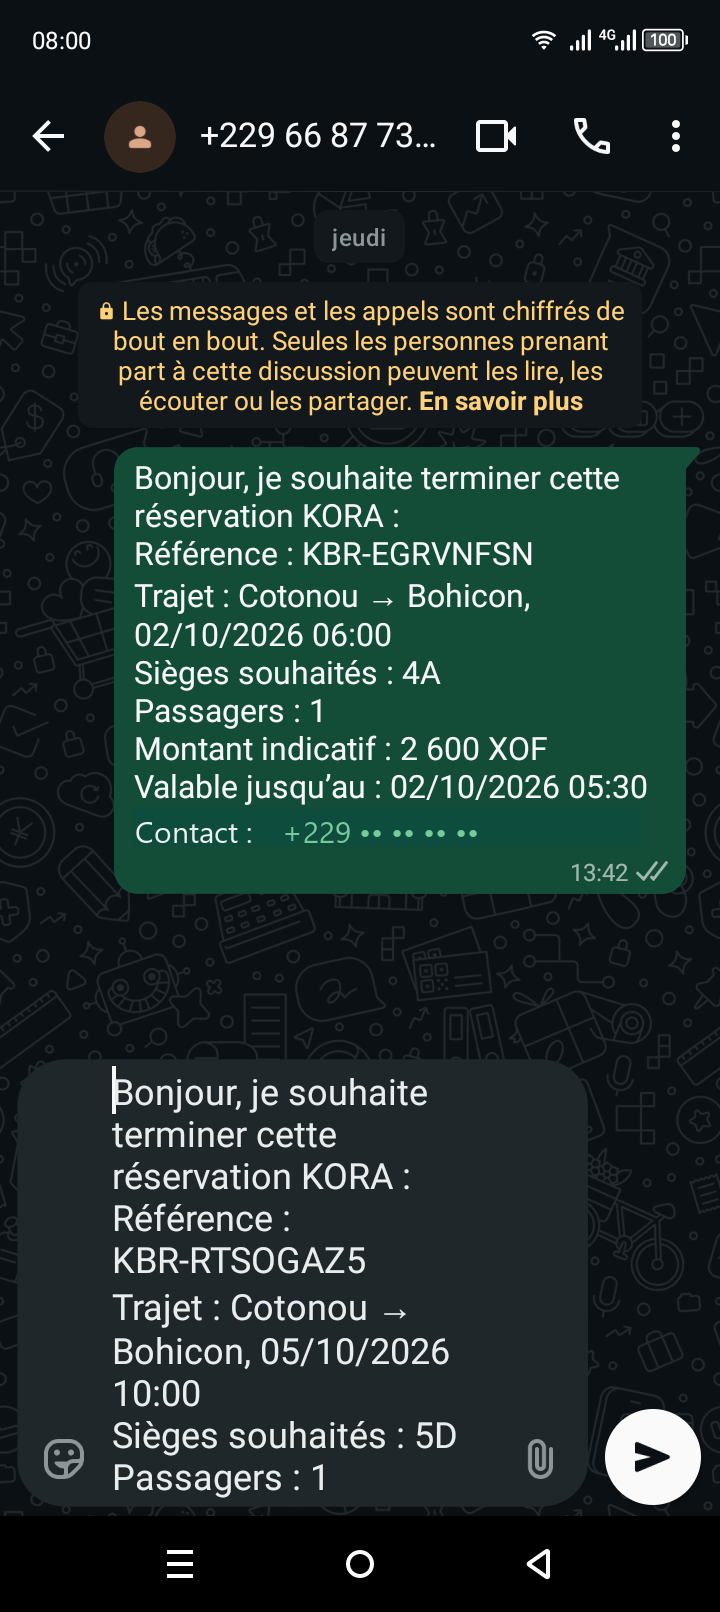 08:00
4G
100
+229 66 87 73...
jeudi
Les messages et les appels sont chiffrés de
bout en bout. Seules les personnes prenant
part à cette discussion peuvent les lire, les
écouter ou les partager. En savoir plus
Bonjour, je souhaite terminer cette
réservation KORA :
Référence : KBR-EGRVNFSN
Trajet : Cotonou → Bohicon,
02/10/2026 06:00
Sièges souhaités : 4A
Passagers : 1
Montant indicatif : 2 600 XOF
Valable jusqu’au : 02/10/2026 05:30
Contact : +229 •• •• •• ••
13:42
Bonjour, je souhaite
terminer cette
réservation KORA :
Référence :
KBR-RTSOGAZ5
Trajet : Cotonou →
Bohicon, 05/10/2026
10:00
Sièges souhaités : 5D
Passagers : 1